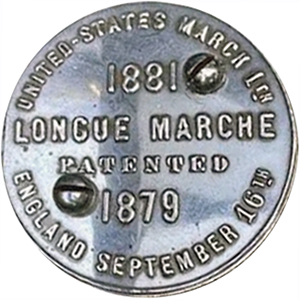 UNITED-STATES MARCH 1ST
1881
LONGUE MARCHE
PATENTED
1879
ENGLAND SEPTEMBER 16TH